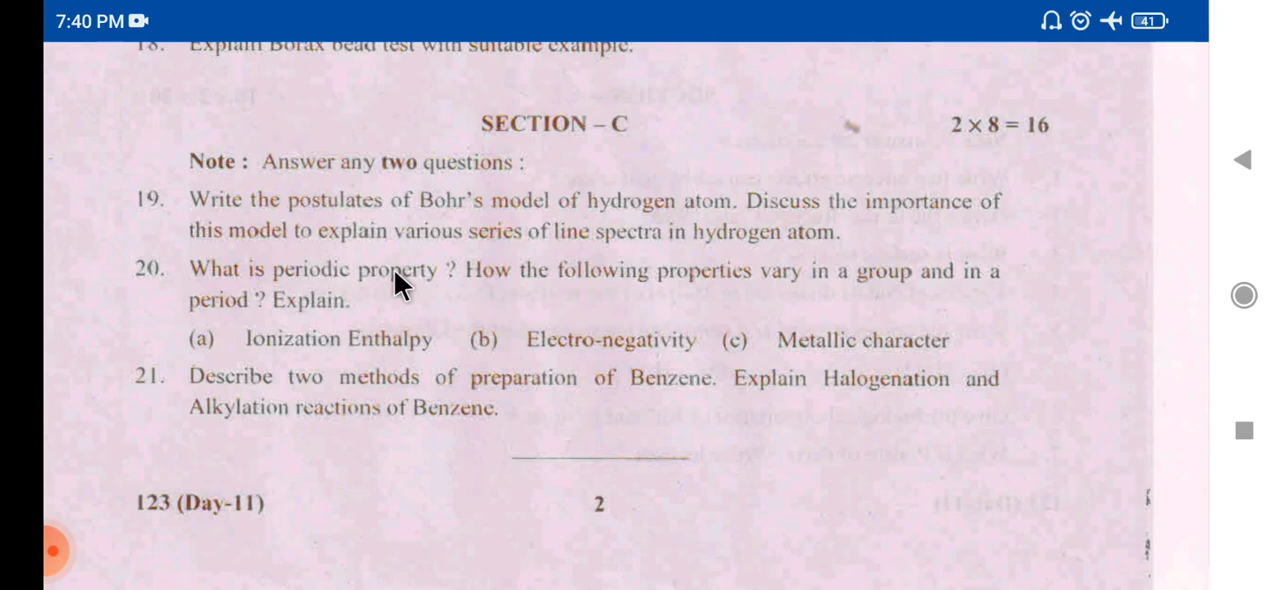 7:40 PM
41
18. Explain Borax bead test with suitable example.
SECTION – C 2 × 8 = 16
Note : Answer any two questions :
19. Write the postulates of Bohr's model of hydrogen atom. Discuss the importance of
this model to explain various series of line spectra in hydrogen atom.
20. What is periodic property ? How the following properties vary in a group and in a
period ? Explain.
(a) Ionization Enthalpy (b) Electro-negativity (c) Metallic character
21. Describe two methods of preparation of Benzene. Explain Halogenation and
Alkylation reactions of Benzene.
123 (Day-11) 2